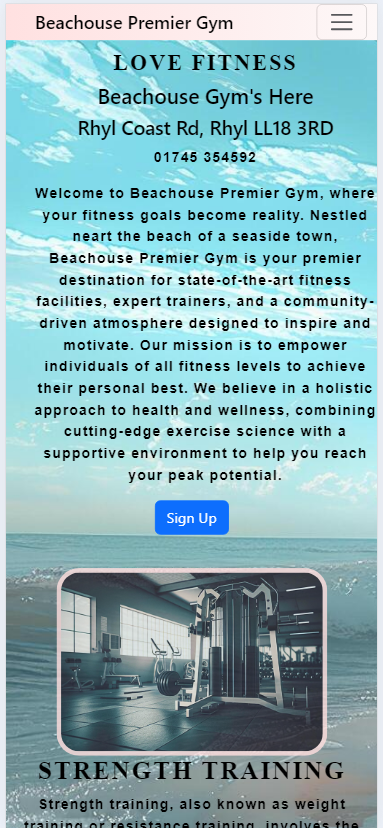 Beachouse Premier Gym
LOVE FITNESS
Beachouse Gym's Here
Rhyl Coast Rd, Rhyl LL18 3RD
01745 354592
Welcome to Beachouse Premier Gym, where
your fitness goals become reality. Nestled
neart the beach of a seaside town,
Beachouse Premier Gym is your premier
destination for state-of-the-art fitness
facilities, expert trainers, and a community-
driven atmosphere designed to inspire and
motivate. Our mission is to empower
individuals of all fitness levels to achieve
their personal best. We believe in a holistic
approach to health and wellness, combining
cutting-edge exercise science with a
supportive environment to help you reach
your peak potential.
Sign Up
STRENGTH TRAINING
Strength training, also known as weight
training or resistance training, involves the